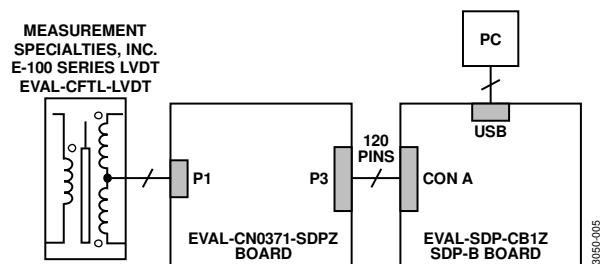 MEASUREMENT
SPECIALTIES, INC.
E-100 SERIES LVDT
EVAL-CFTL-LVDT
PC
USB
120
PINS
P1
P3
CON A
EVAL-CN0371-SDPZ
BOARD
EVAL-SDP-CB1Z
SDP-B BOARD
3050-005